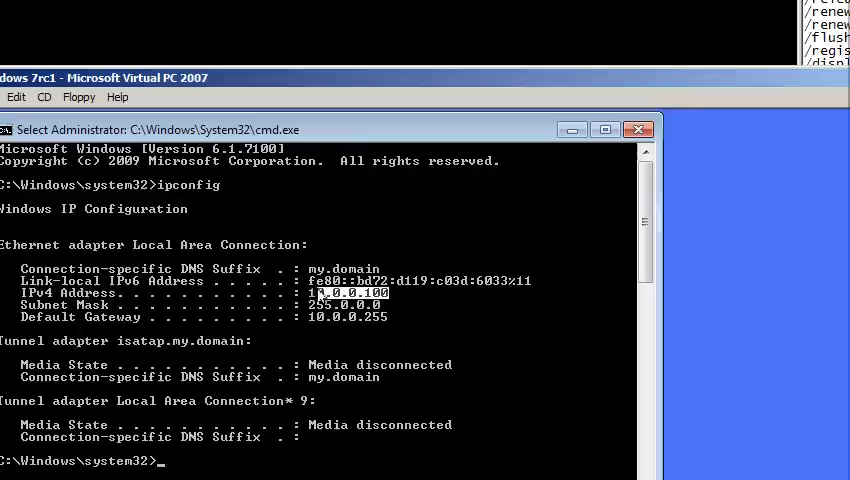 /renew
/flush
/regis
/displ
dows 7rc1 - Microsoft Virtual PC 2007
Edit CD Floppy Help
C:\ Select Administrator: C:\Windows\System32\cmd.exe
Microsoft Windows [Version 6.1.7100]
Copyright (c) 2009 Microsoft Corporation. All rights reserved.
C:\Windows\system32>ipconfig
Windows IP Configuration
Ethernet adapter Local Area Connection:
Connection-specific DNS Suffix . : my.domain
Link-local IPv6 Address . . . . . : fe80::bd72:d119:c03d:6033%11
IPv4 Address. . . . . . . . . . . : 10.0.0.100
Subnet Mask . . . . . . . . . . . : 255.0.0.0
Default Gateway . . . . . . . . . : 10.0.0.255
Tunnel adapter isatap.my.domain:
Media State . . . . . . . . . . . : Media disconnected
Connection-specific DNS Suffix . : my.domain
Tunnel adapter Local Area Connection* 9:
Media State . . . . . . . . . . . : Media disconnected
Connection-specific DNS Suffix . :
C:\Windows\system32>_